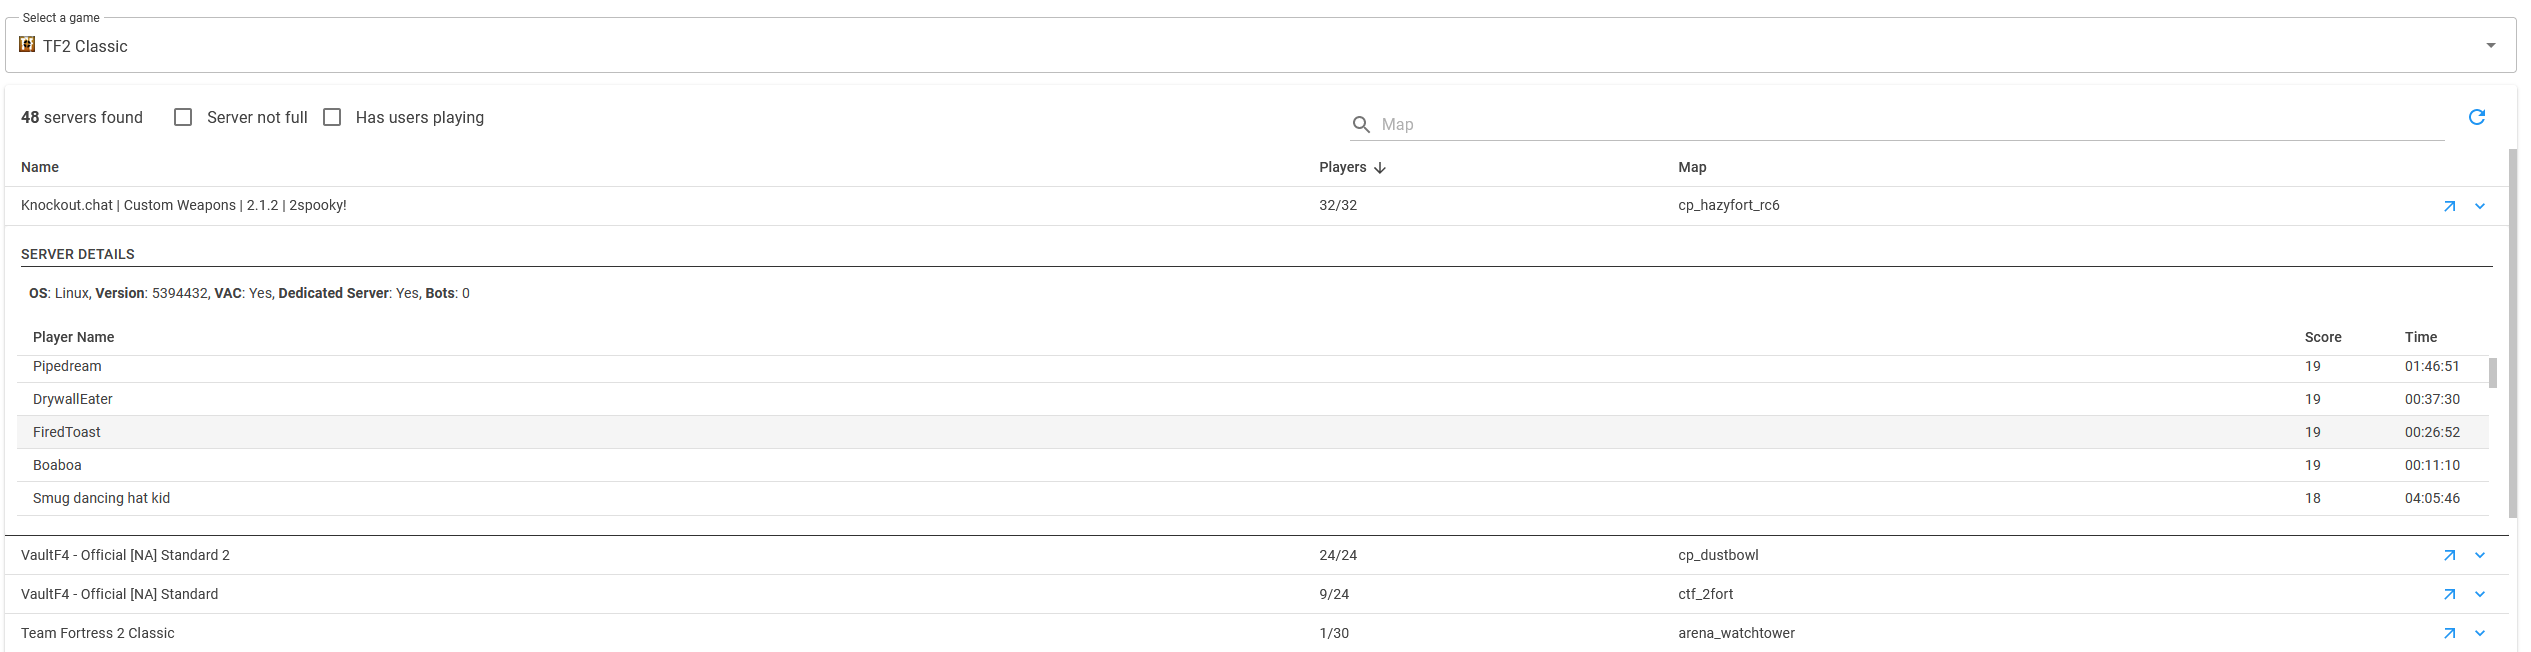 Select a game
TF2 Classic
48 servers found Server not full Has users playing Map
Name Players Map
Knockout.chat | Custom Weapons | 2.1.2 | 2spooky! 32/32 cp_hazyfort_rc6
SERVER DETAILS
OS: Linux, Version: 5394432, VAC: Yes, Dedicated Server: Yes, Bots: 0
Player Name Score Time
Pipedream 19 01:46:51
DrywallEater 19 00:37:30
FiredToast 19 00:26:52
Boaboa 19 00:11:10
Smug dancing hat kid 18 04:05:46
VaultF4 - Official [NA] Standard 2 24/24 cp_dustbowl
VaultF4 - Official [NA] Standard 9/24 ctf_2fort
Team Fortress 2 Classic 1/30 arena_watchtower